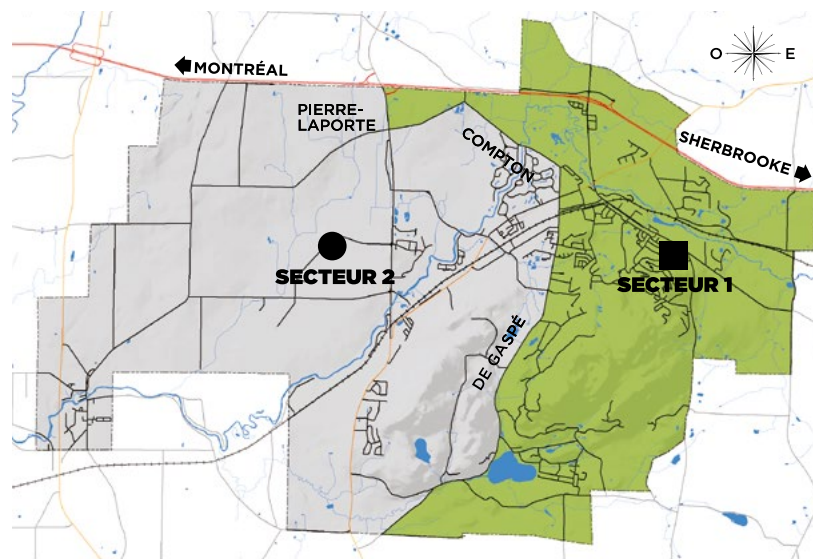 O E
MONTRÉAL
PIERRE-
LAPORTE
COMPTON
SHERBROOKE
SECTEUR 2
SECTEUR 1
DE GASPÉ